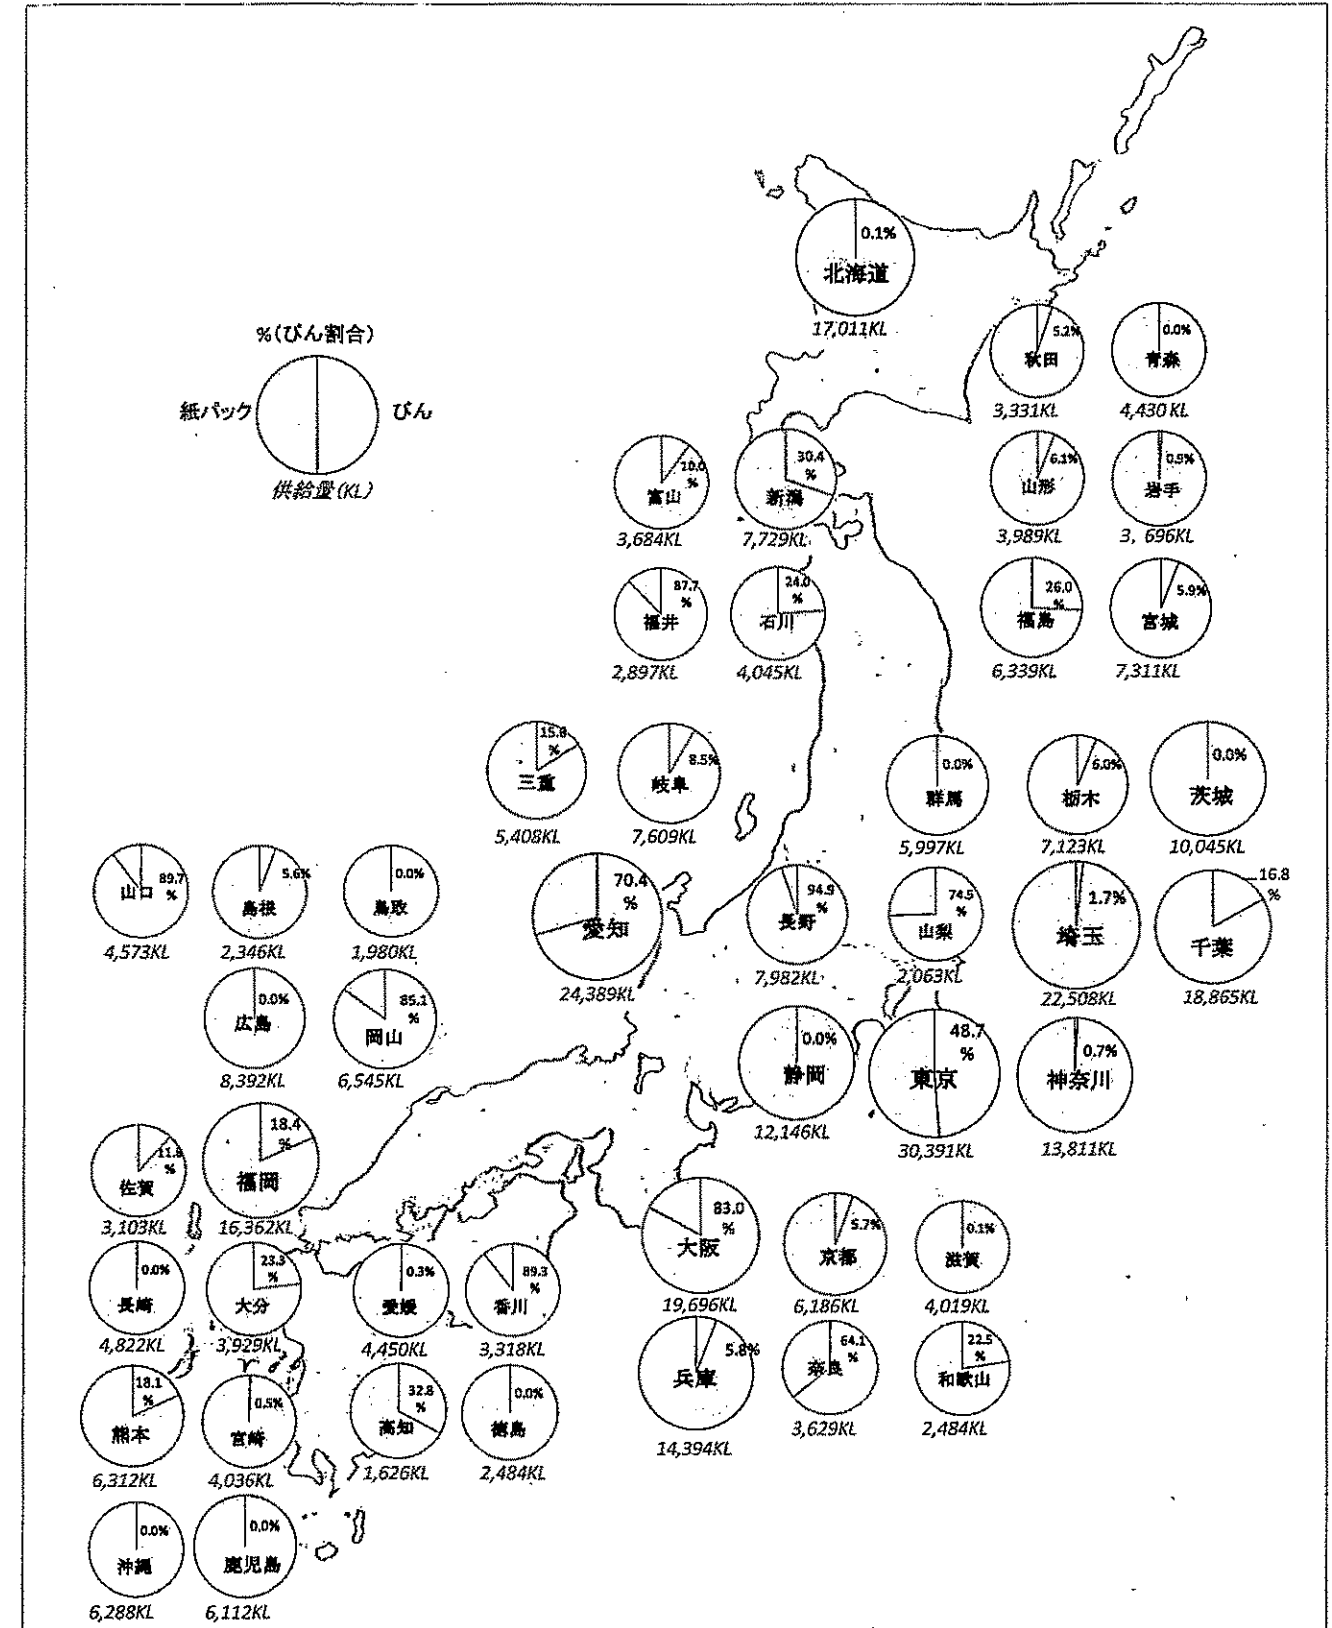 0.1%
北海道
17,011KL
%(びん割合)
紙パック
びん
供給量(KL)
5.2%
秋田
3,331KL
0.0%
青森
4,430KL
10.0
%
富山
3,684KL
30.4
%
新潟
7,729KL
6.1%
山形
3,989KL
岩手
3,696KL
87.7
%
福井
2,897KL
24.0
%
石川
4,045KL
26.0
%
福島
6,339KL
5.9%
宮城
7,311KL
%
三重
5,408KL
8.5%
岐阜
7,609KL
0.0%
群馬
5,997KL
6.0%
栃木
7,123KL
0.0%
茨城
10,045KL
89.7
%
山口
4,573KL
5.6%
島根
2,346KL
0.0%
鳥取
1,980KL
70.4
%
愛知
24,389KL
94.9
%
長野
7,982KL
74.5
%
山梨
2,063KL
1.7%
埼玉
22,508KL
16.8
%
千葉
18,865KL
0.0%
広島
8,392KL
85.1
%
岡山
6,545KL
0.0%
静岡
12,146KL
48.7
%
東京
30,391KL
0.7%
神奈川
13,811KL
%
佐賀
3,103KL
18.4
%
福岡
16,362KL
83.0
%
大阪
19,696KL
5.7%
京都
6,186KL
0.1%
滋賀
4,019KL
0.0%
長崎
4,822KL
23.3
%
大分
3,929KL
0.3%
愛媛
4,450KL
89.3
%
香川
3,318KL
5.8%
兵庫
14,394KL
64.1
%
奈良
3,629KL
22.5
%
和歌山
2,484KL
18.1
%
熊本
6,312KL
0.5%
宮崎
4,036KL
32.8
%
高知
1,626KL
0.0%
徳島
2,484KL
0.0%
沖縄
6,288KL
0.0%
鹿児島
6,112KL